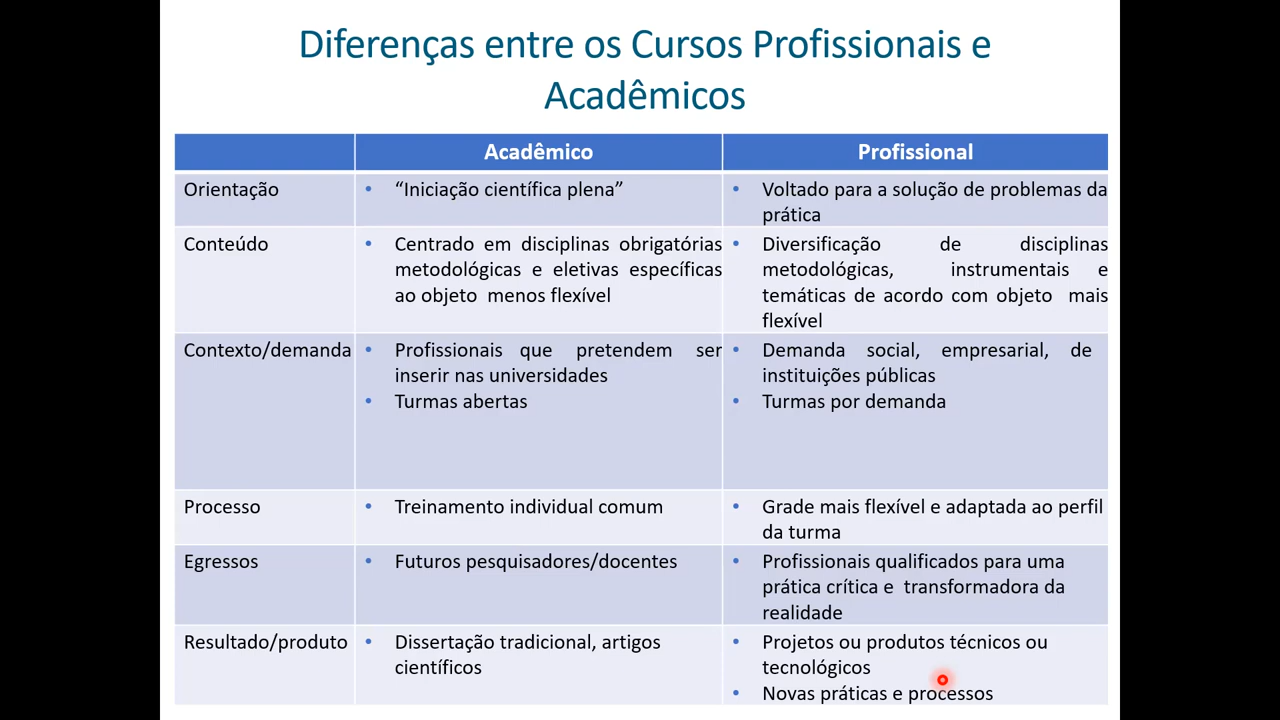 Diferenças entre os Cursos Profissionais e
Acadêmicos
Acadêmico
Profissional
Orientação
• “Iniciação científica plena”
• Voltado para a solução de problemas da
prática
Conteúdo
• Centrado em disciplinas obrigatórias
metodológicas e eletivas específicas
ao objeto menos flexível
• Diversificação de disciplinas
metodológicas, instrumentais e
temáticas de acordo com objeto mais
flexível
Contexto/demanda
• Profissionais que pretendem ser
inserir nas universidades
• Turmas abertas
• Demanda social, empresarial, de
instituições públicas
• Turmas por demanda
Processo
• Treinamento individual comum
• Grade mais flexível e adaptada ao perfil
da turma
Egressos
• Futuros pesquisadores/docentes
• Profissionais qualificados para uma
prática crítica e transformadora da
realidade
Resultado/produto
• Dissertação tradicional, artigos
científicos
• Projetos ou produtos técnicos ou
tecnológicos
• Novas práticas e processos